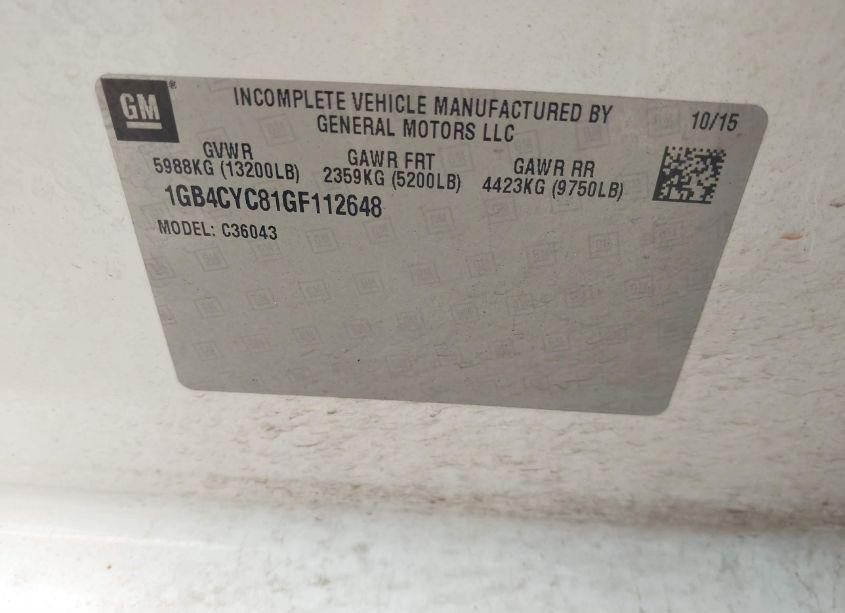 GM®
INCOMPLETE VEHICLE MANUFACTURED BY
GENERAL MOTORS LLC
10/15
GVWR
5988KG (13200LB)
GAWR FRT
2359KG (5200LB)
GAWR RR
4423KG (9750LB)
1GB4CYC81GF112648
MODEL: C36043